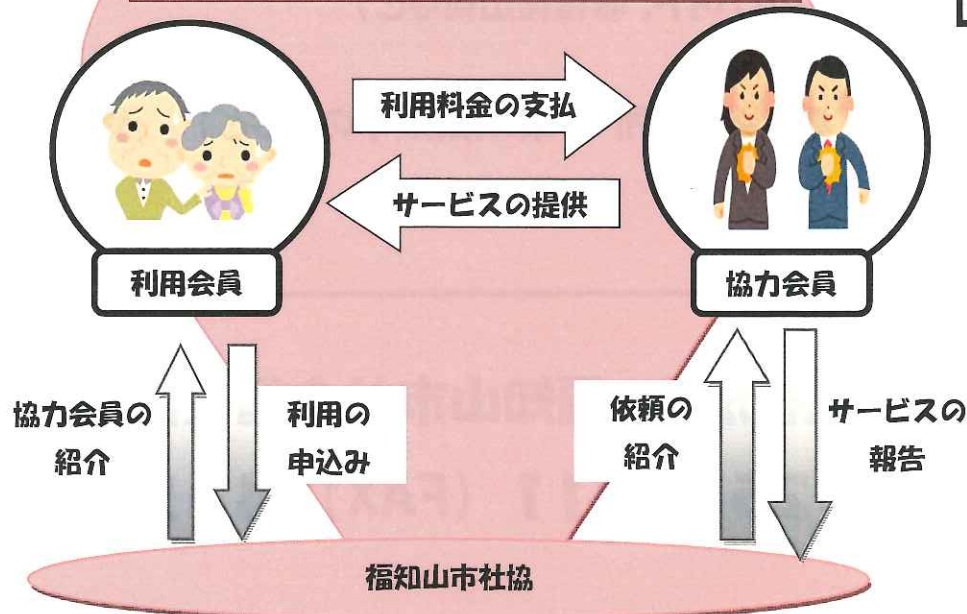 利用料金の支払
サービスの提供
利用会員
協力会員
協力会員の
紹介
利用の
申込み
依頼の
紹介
サービスの
報告
福知山市社協